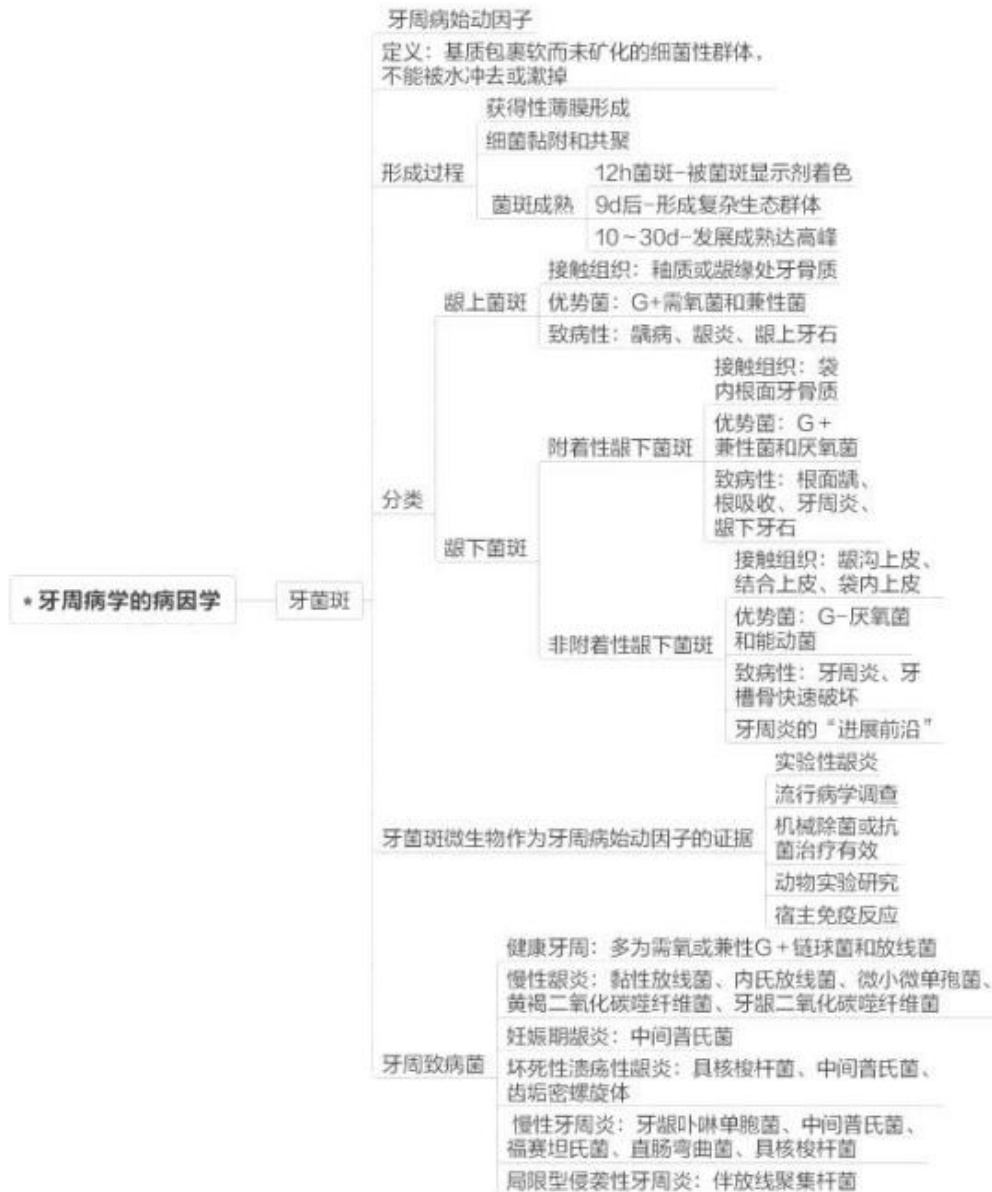 牙周病始动因子
定义：基质包裹软而未矿化的细菌性群体，
不能被水冲去或漱掉
获得性薄膜形成
细菌黏附和共聚
形成过程
12h菌斑-被菌斑显示剂着色
菌斑成熟
9d后-形成复杂生态群体
10～30d-发展成熟达高峰
接触组织：釉质或龈缘处牙骨质
龈上菌斑
优势菌：G+需氧菌和兼性菌
致病性：龋病、龈炎、龈上牙石
接触组织：袋
内根面牙骨质
附着性龈下菌斑
优势菌：G+
兼性菌和厌氧菌
致病性：根面龋、
根吸收、牙周炎、
龈下牙石
分类
龈下菌斑
接触组织：龈沟上皮、
结合上皮、袋内上皮
*牙周病学的病因学
牙菌斑
非附着性龈下菌斑
优势菌：G-厌氧菌
和能动菌
致病性：牙周炎、牙
槽骨快速破坏
牙周炎的“进展前沿”
实验性龈炎
流行病学调查
牙菌斑微生物作为牙周病始动因子的证据
机械除菌或抗
菌治疗有效
动物实验研究
宿主免疫反应
健康牙周：多为需氧或兼性G+链球菌和放线菌
慢性龈炎：黏性放线菌、内氏放线菌、微小微单孢菌、
黄褐二氧化碳噬纤维菌、牙龈二氧化碳噬纤维菌
妊娠期龈炎：中间普氏菌
牙周致病菌
坏死性溃疡性龈炎：具核梭杆菌、中间普氏菌、
齿垢密螺旋体
慢性牙周炎：牙龈卟啉单胞菌、中间普氏菌、
福赛坦氏菌、直肠弯曲菌、具核梭杆菌
局限型侵袭性牙周炎：伴放线聚集杆菌